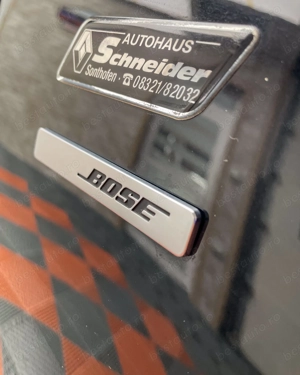 AUTOHAUS
Schneider
Sonthofen · ☎ 08321/82032
BOSE